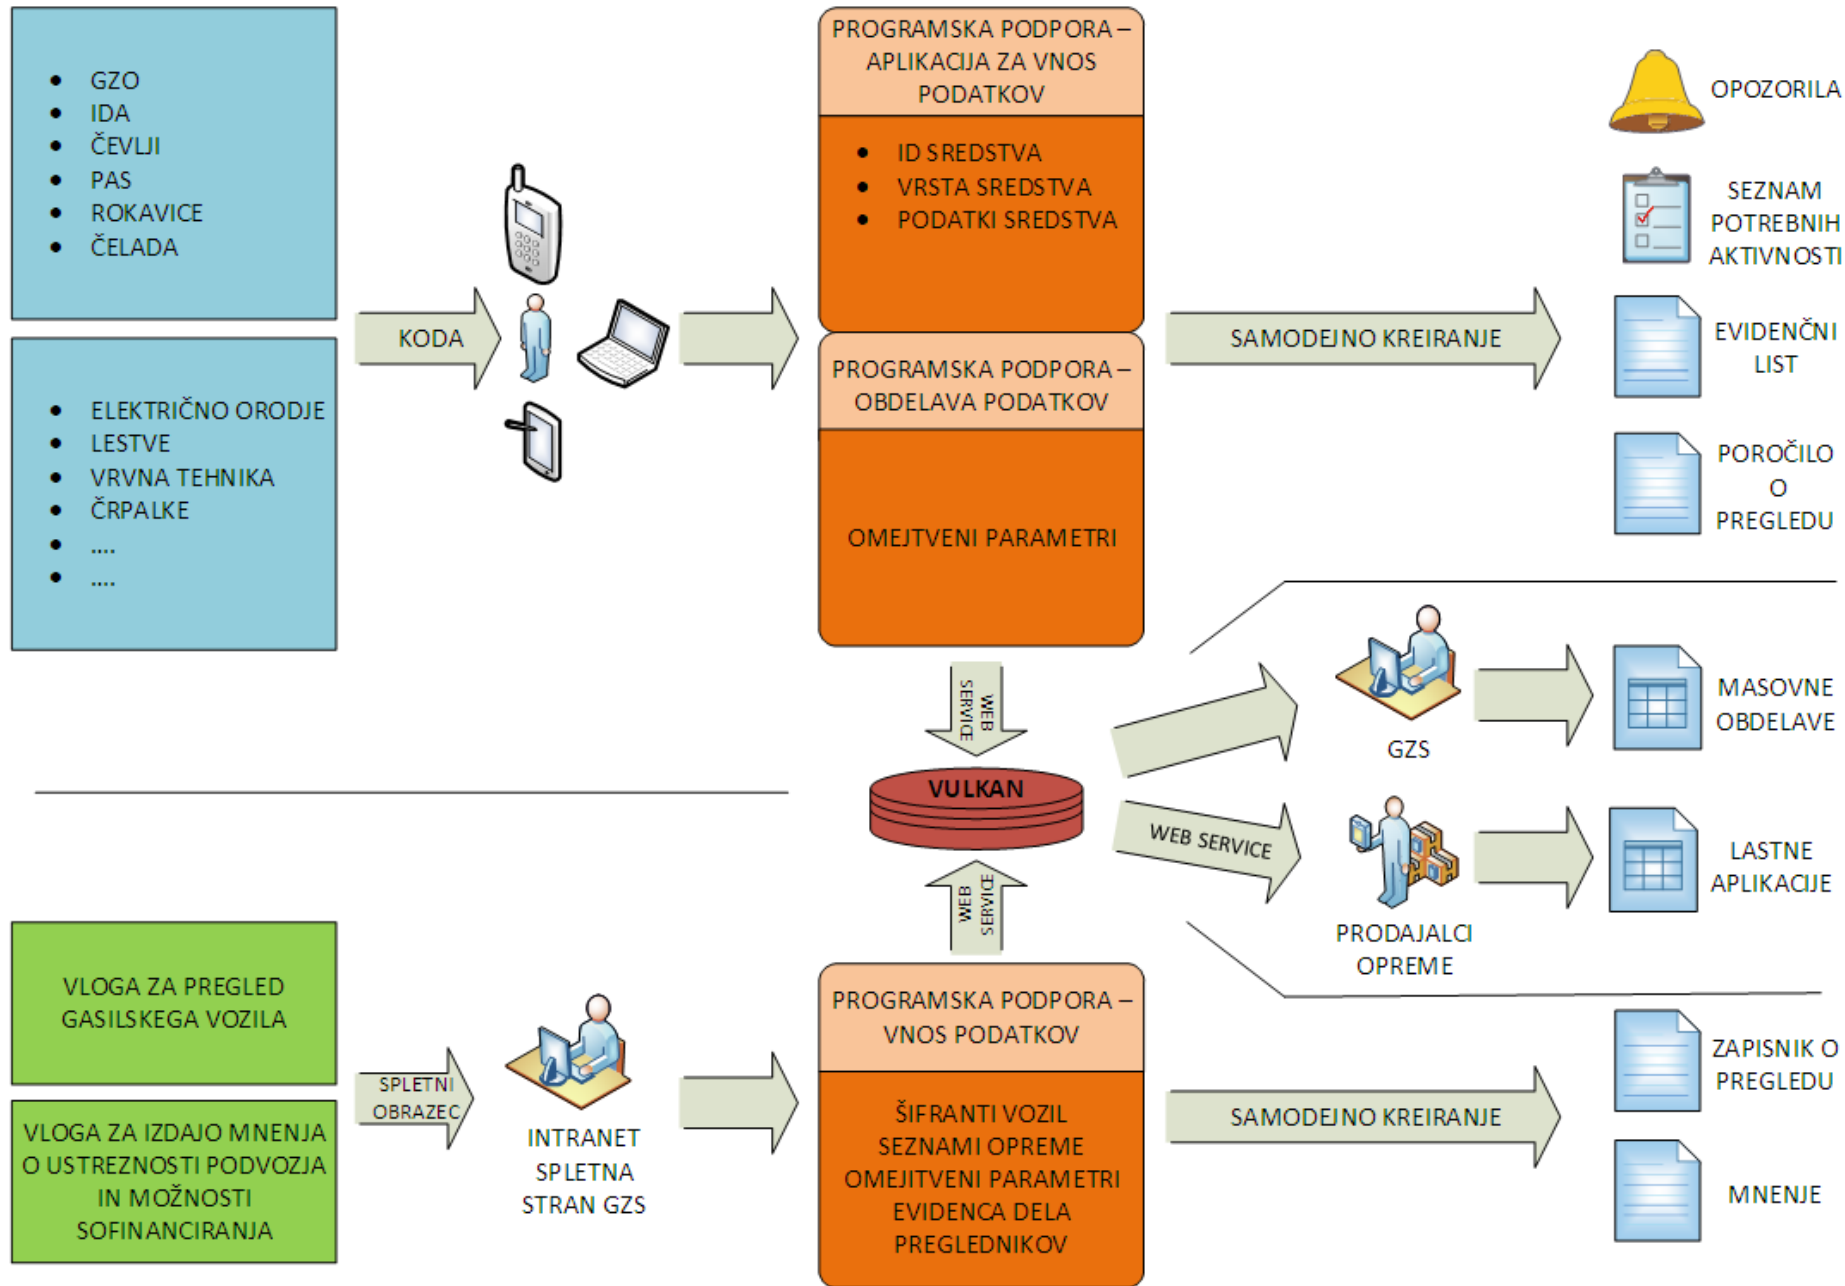 GZO
IDA
ČEVLJI
PAS
ROKAVICE
ČELADA
ELEKTRIČNO ORODJE
LESTVE
VRVNA TEHNIKA
ČRPALKE
....
....
KODA
PROGRAMSKA PODPORA –
APLIKACIJA ZA VNOS
PODATKOV
ID SREDSTVA
VRSTA SREDSTVA
PODATKI SREDSTVA
PROGRAMSKA PODPORA –
OBDELAVA PODATKOV
OMEJTVENI PARAMETRI
SAMODEJNO KREIRANJE
OPOZORILA
SEZNAM
POTREBNIH
AKTIVNOSTI
EVIDENČNI
LIST
POROČILO
O
PREGLEDU
WEB
SERVICE
VULKAN
WEB
SERVICE
GZS
MASOVNE
OBDELAVE
WEB SERVICE
PRODAJALCI
OPREME
LASTNE
APLIKACIJE
VLOGA ZA PREGLED
GASILSKEGA VOZILA
VLOGA ZA IZDAJO MNENJA
O USTREZNOSTI PODVOZJA
IN MOŽNOSTI
SOFINANCIRANJA
SPLETNI
OBRAZEC
INTRANET
SPLETNA
STRAN GZS
PROGRAMSKA PODPORA –
VNOS PODATKOV
ŠIFRANTI VOZIL
SEZNAMI OPREME
OMEJITVENI PARAMETRI
EVIDENCA DELA
PREGLEDNIKOV
SAMODEJNO KREIRANJE
ZAPISNIK O
PREGLEDU
MNENJE